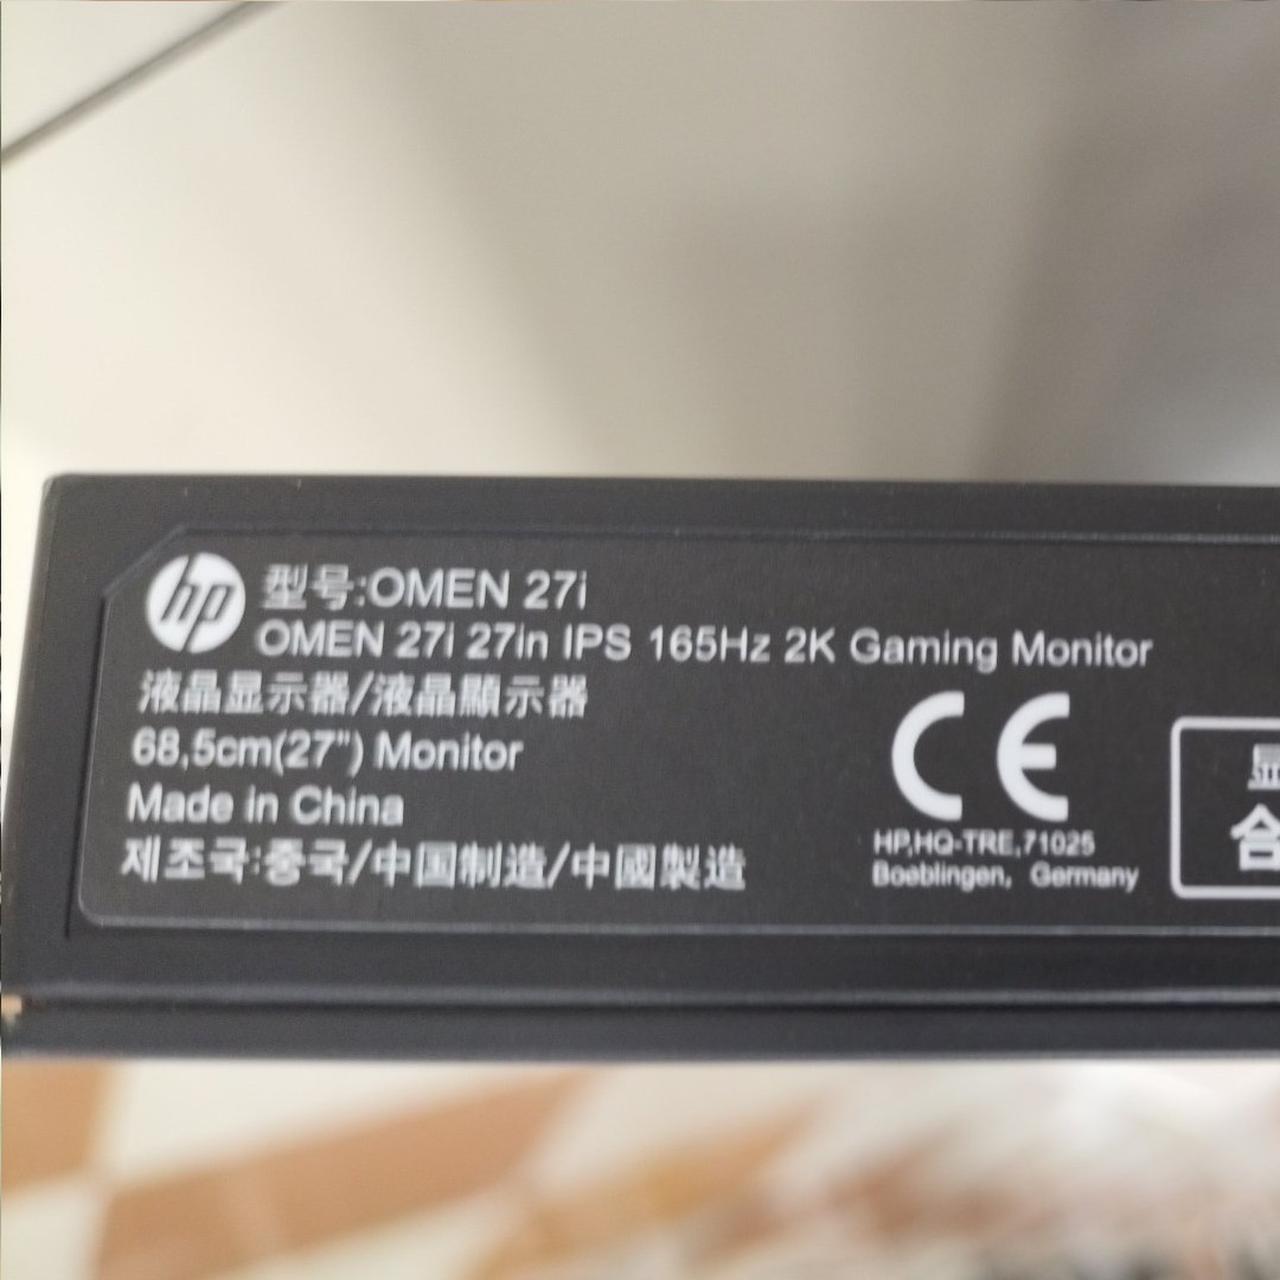 hp
型号:OMEN 27i
OMEN 27i 27in IPS 165Hz 2K Gaming Monitor
液晶显示器/液晶顯示器
68,5cm(27") Monitor
Made in China
제조국:중국/中国制造/中國製造
CE
HP,HQ-TRE,71025
Boeblingen, Germany
显
合